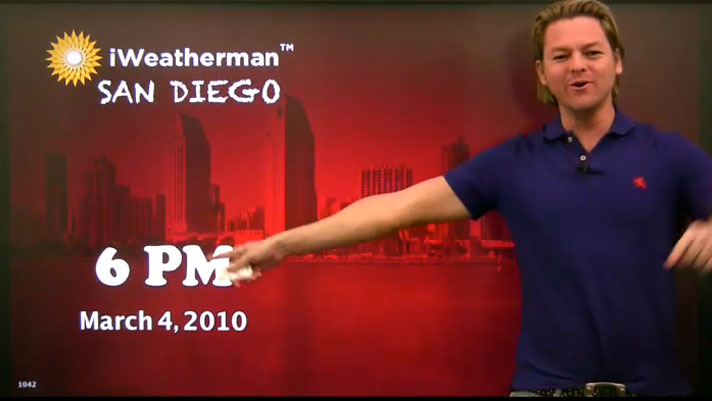 iWeatherman™
SAN DIEGO
6 PM
March 4, 2010
1042